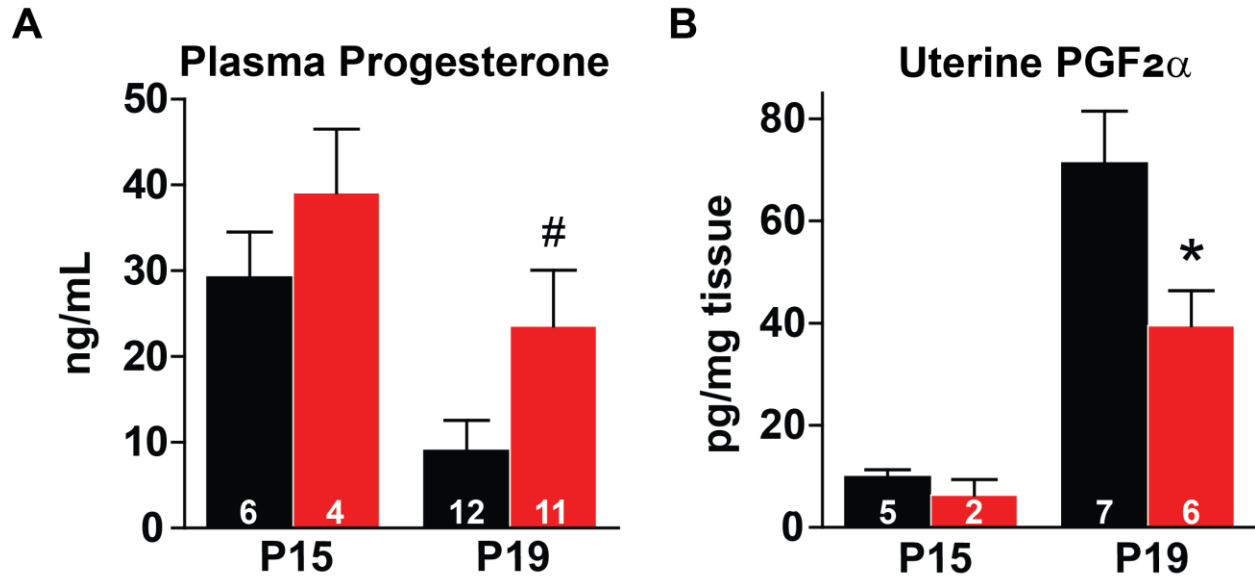 A
Plasma Progesterone
ng/mL
50
40
30
20
10
0
#
6
4
12
11
P15
P19
B
Uterine PGF2α
pg/mg tissue
80
60
40
20
0
*
5
2
7
6
P15
P19